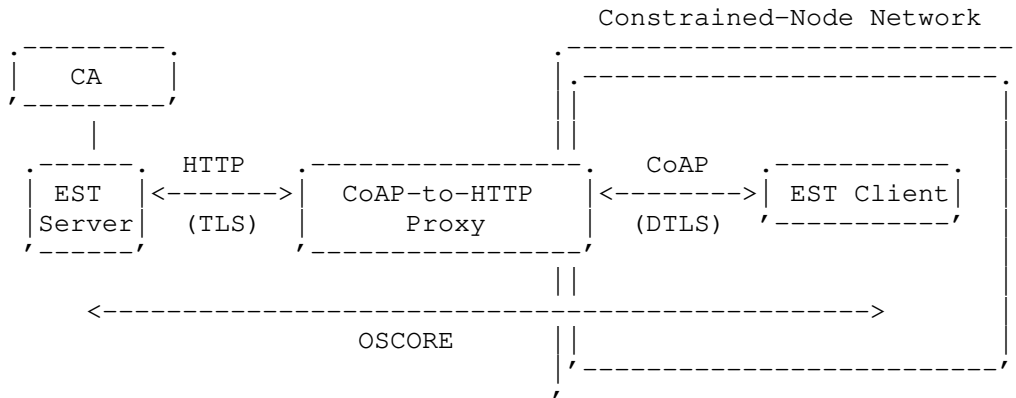 Constrained-Node Network
CA
HTTP CoAP
EST <-------> CoAP-to-HTTP <-------> EST Client
Server (TLS) Proxy (DTLS)
OSCORE